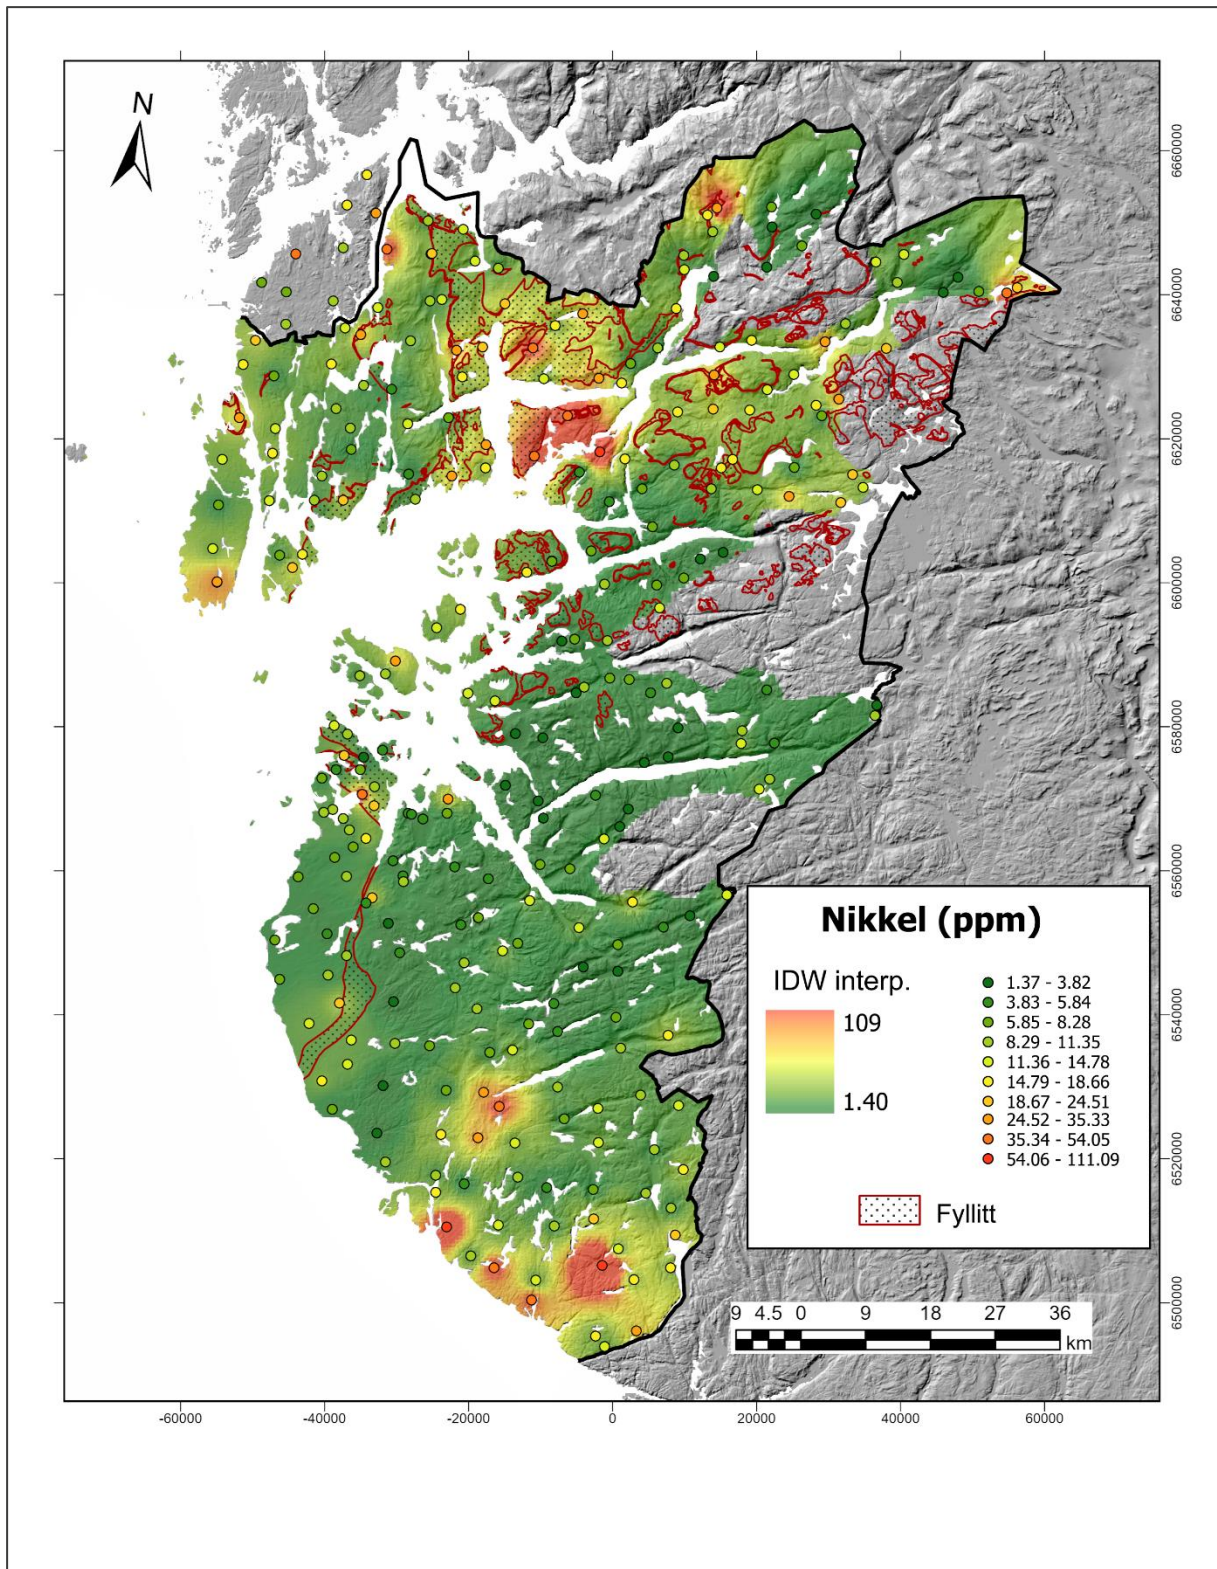 N
6660000
6640000
6620000
6600000
6580000
6560000
6540000
6520000
6500000
Nikkel (ppm)
IDW interp.
109
1.40
1.37 - 3.82
3.83 - 5.84
5.85 - 8.28
8.29 - 11.35
11.36 - 14.78
14.79 - 18.66
18.67 - 24.51
24.52 - 35.33
35.34 - 54.05
54.06 - 111.09
Fyllitt
9 4.5 0 9 18 27 36
km
-60000 -40000 -20000 0 20000 40000 60000